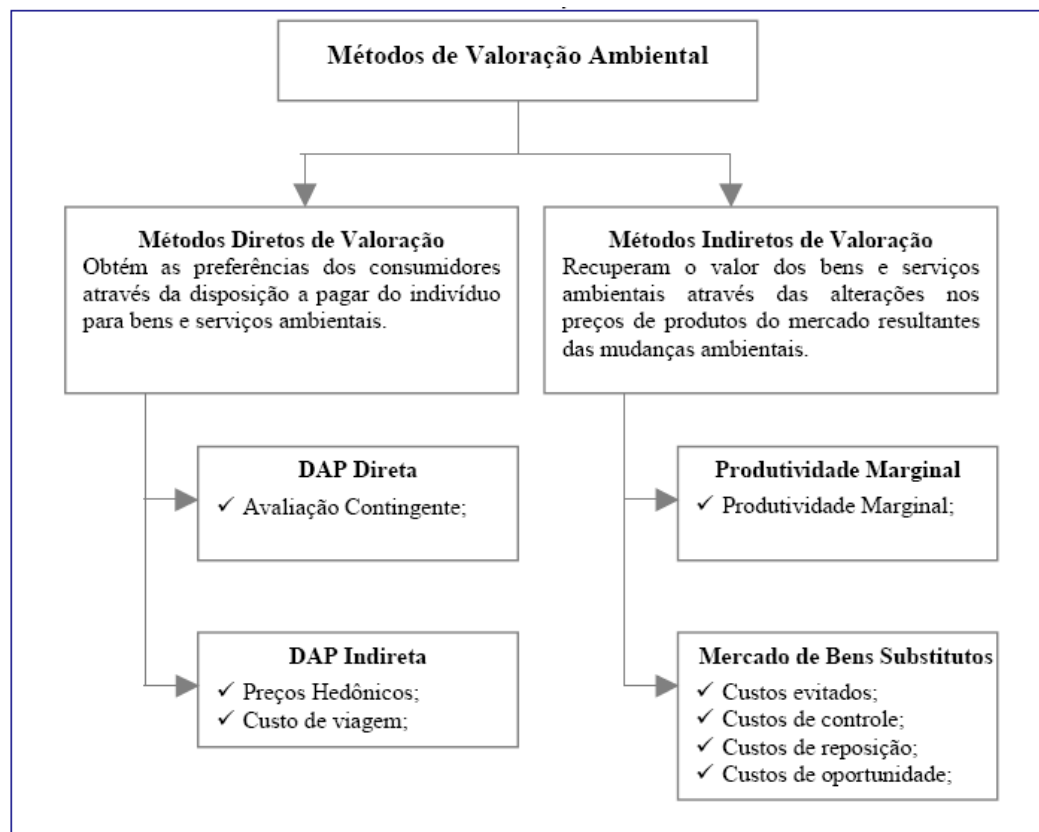 Métodos de Valoração Ambiental
Métodos Diretos de Valoração
Obtém as preferências dos consumidores
através da disposição a pagar do indivíduo
para bens e serviços ambientais.
Métodos Indiretos de Valoração
Recuperam o valor dos bens e serviços
ambientais através das alterações nos
preços de produtos do mercado resultantes
das mudanças ambientais.
DAP Direta
✓ Avaliação Contingente;
Produtividade Marginal
✓ Produtividade Marginal;
DAP Indireta
✓ Preços Hedônicos;
✓ Custo de viagem;
Mercado de Bens Substitutos
✓ Custos evitados;
✓ Custos de controle;
✓ Custos de reposição;
✓ Custos de oportunidade;